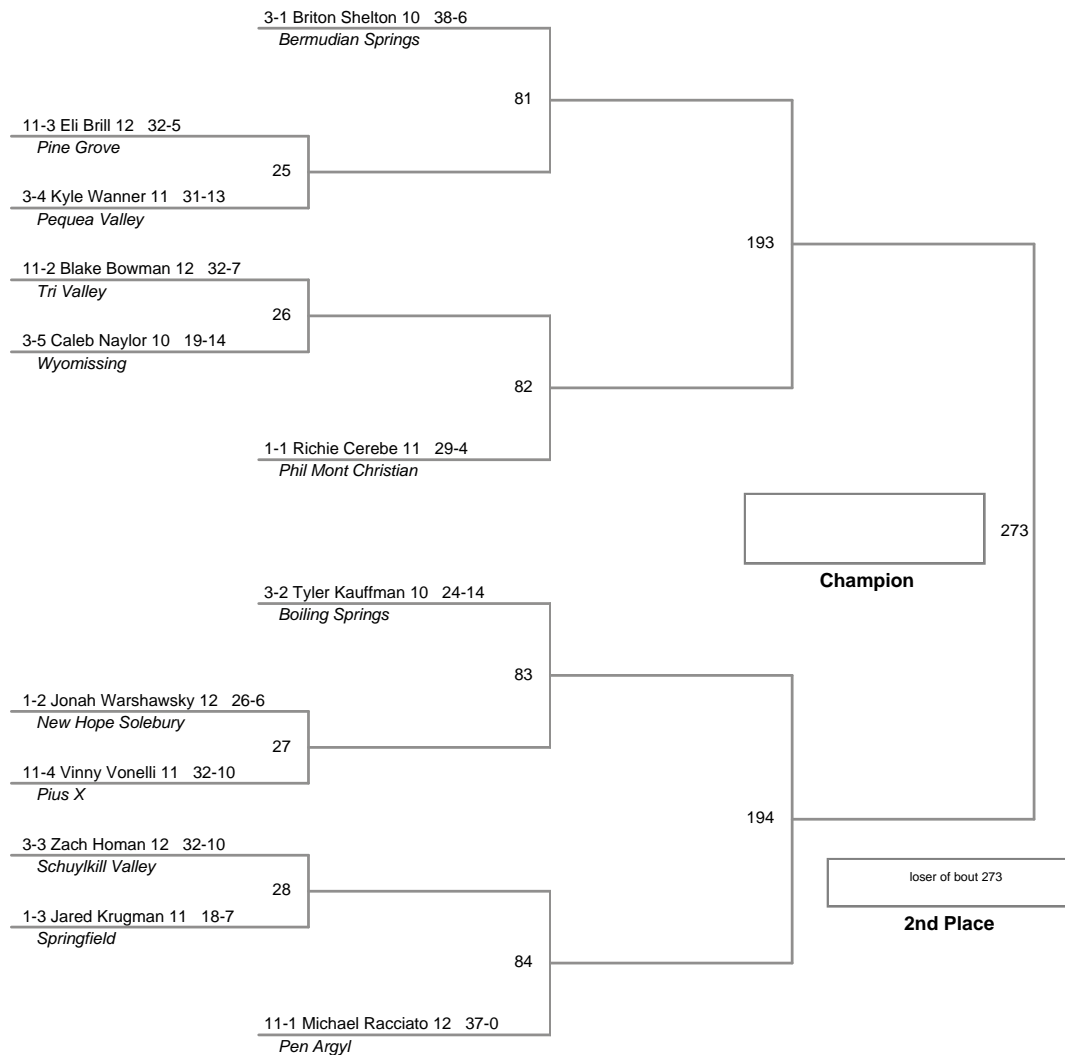 3-1 Briton Shelton 10 38-6
Bermudian Springs
81
11-3 Eli Brill 12 32-5
Pine Grove
25
3-4 Kyle Wanner 11 31-13
Pequea Valley
193
11-2 Blake Bowman 12 32-7
Tri Valley
26
3-5 Caleb Naylor 10 19-14
Wyomissing
82
1-1 Richie Cerebe 11 29-4
Phil Mont Christian
273
Champion
3-2 Tyler Kauffman 10 24-14
Boiling Springs
83
1-2 Jonah Warshawsky 12 26-6
New Hope Solebury
27
11-4 Vinny Vonelli 11 32-10
Pius X
194
3-3 Zach Homan 12 32-10
Schuylkill Valley
loser of bout 273
28
1-3 Jared Krugman 11 18-7
Springfield
2nd Place
84
11-1 Michael Racciato 12 37-0
Pen Argyl